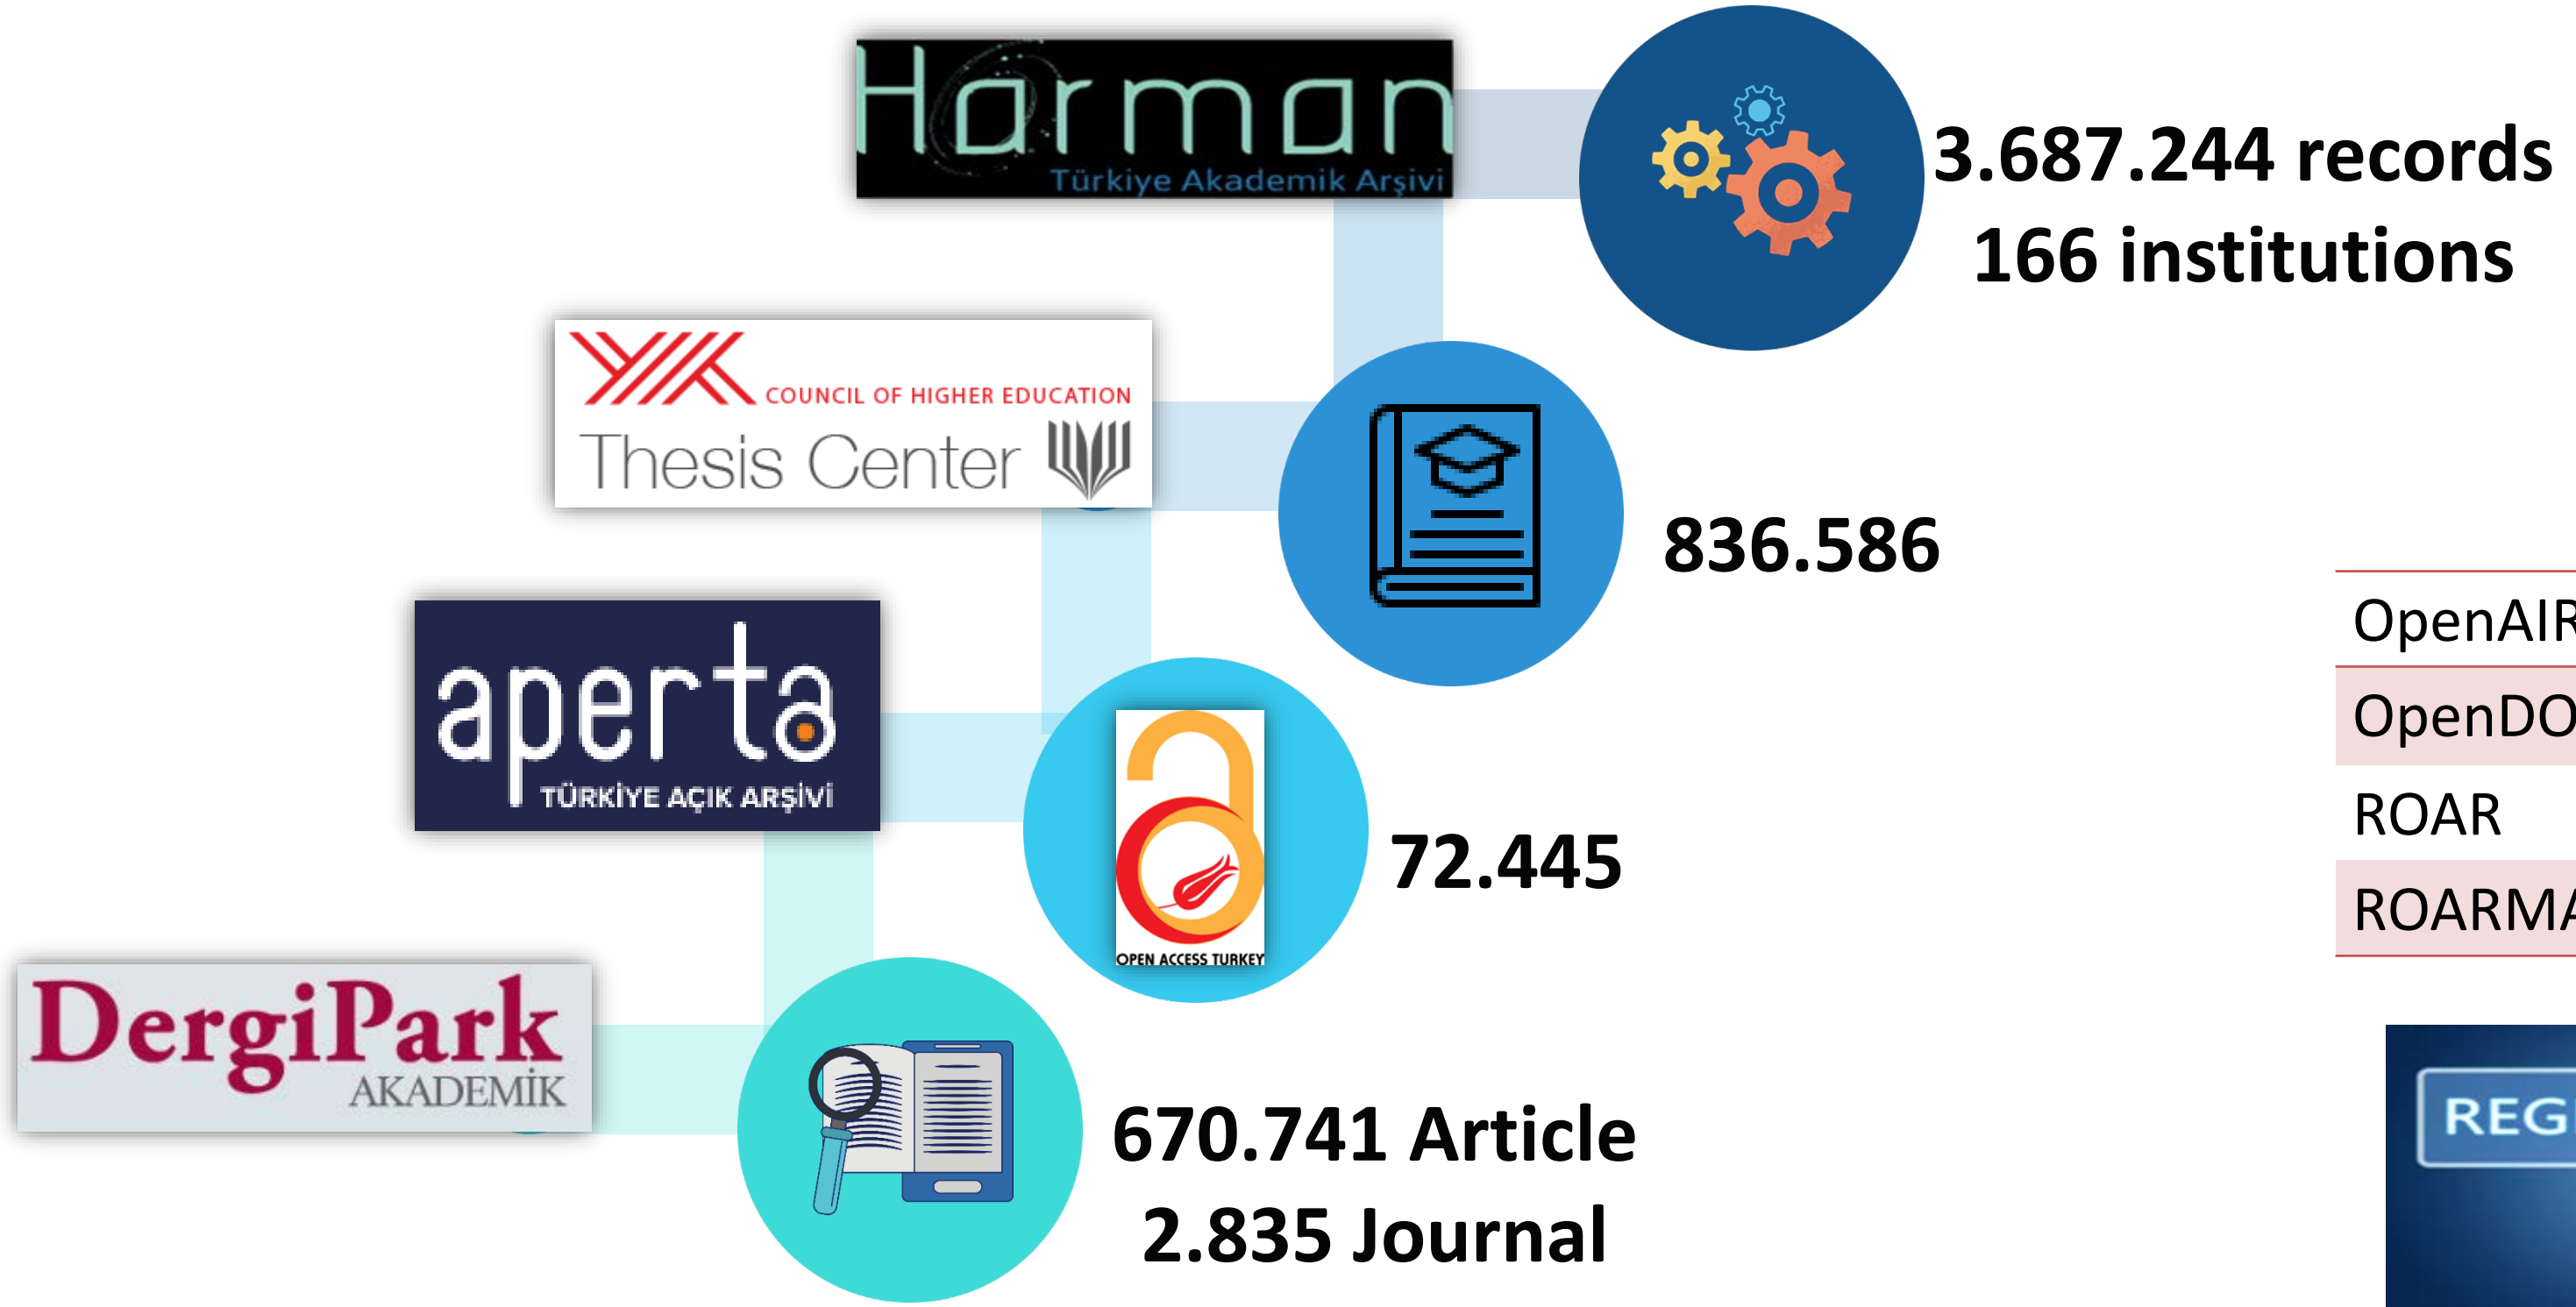 Harman
Türkiye Akademik Arşivi
3.687.244 records
166 institutions
COUNCIL OF HIGHER EDUCATION
Thesis Center
836.586
aperta
TÜRKİYE AÇIK ARŞİVİ
OPEN ACCESS TURKEY
72.445
DergiPark
AKADEMİK
670.741 Article
2.835 Journal
OpenAIR
OpenDO
ROAR
ROARMA
REG